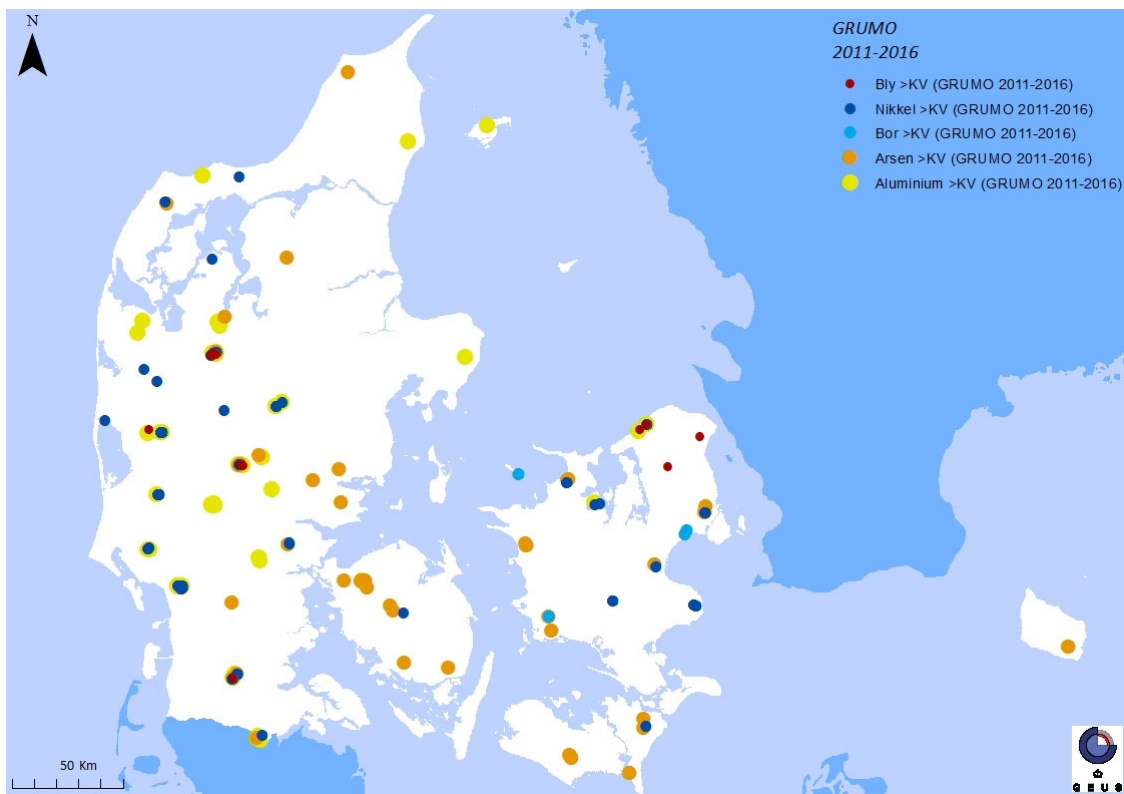 N
GRUMO
2011-2016
Bly >KV (GRUMO 2011-2016)
Nikkel >KV (GRUMO 2011-2016)
Bor >KV (GRUMO 2011-2016)
Arsen >KV (GRUMO 2011-2016)
Aluminium >KV (GRUMO 2011-2016)
50 Km
G E U S